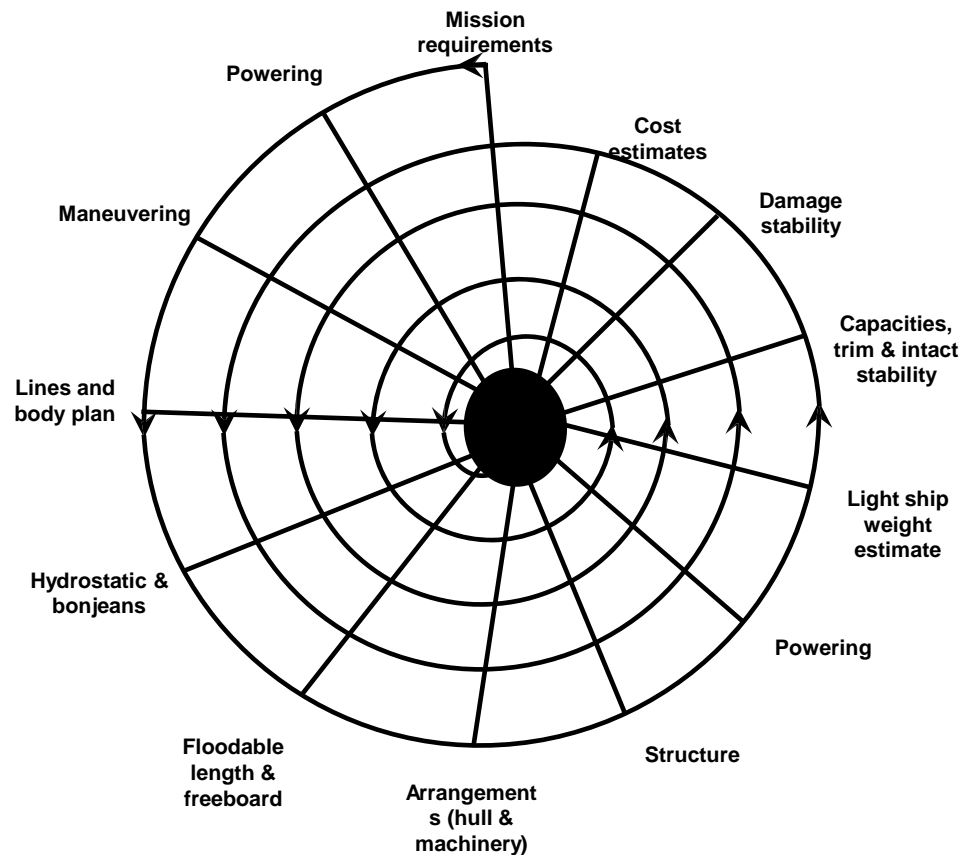 Mission
requirements
Powering
Cost
estimates
Maneuvering
Damage
stability
Capacities,
trim & intact
stability
Lines and
body plan
Light ship
weight
estimate
Hydrostatic &
bonjeans
Powering
Floodable
length &
freeboard
Structure
Arrangement
s (hull &
machinery)